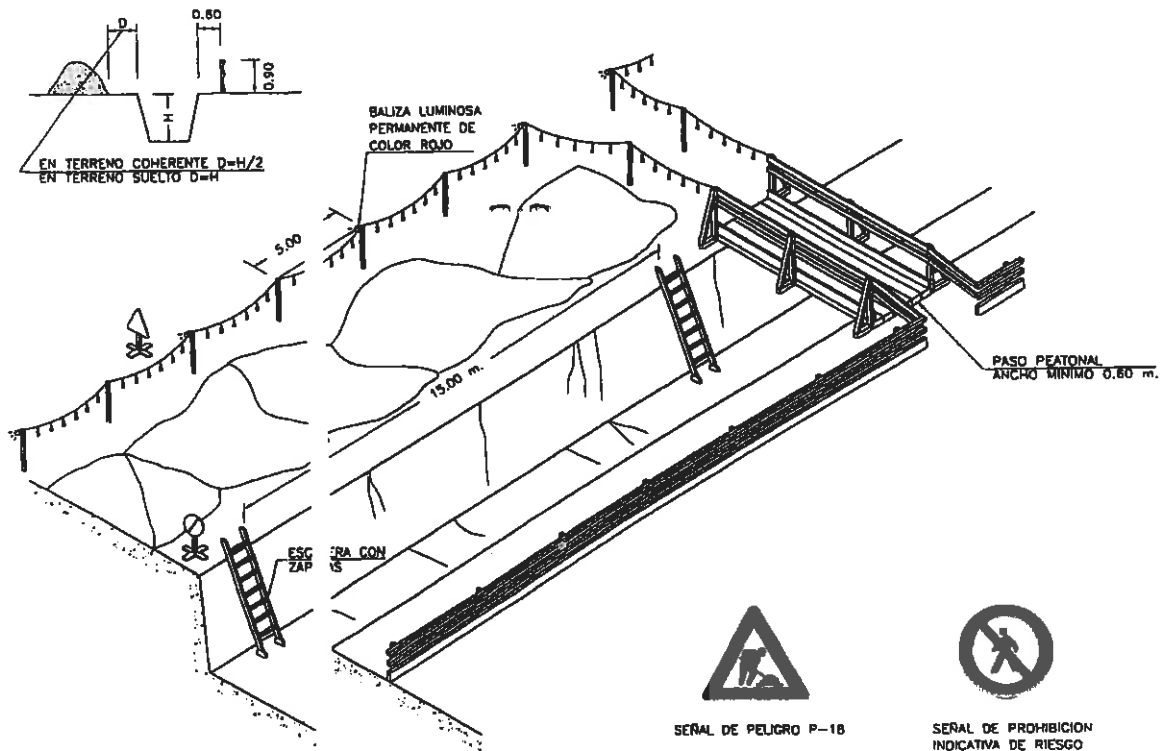 D
0.60
0.90
H
EN TERRENO COHERENTE D=H/2
EN TERRENO SUELTO D=H
BALIZA LUMINOSA
PERMANENTE DE
COLOR ROJO
5.00
15.00 m.
PASO PEATONAL
ANCHO MINIMO 0.60 m.
CON
SEÑAL DE PELIGRO P-18
SEÑAL DE PROHIBICION
INDICATIVA DE RIESGO